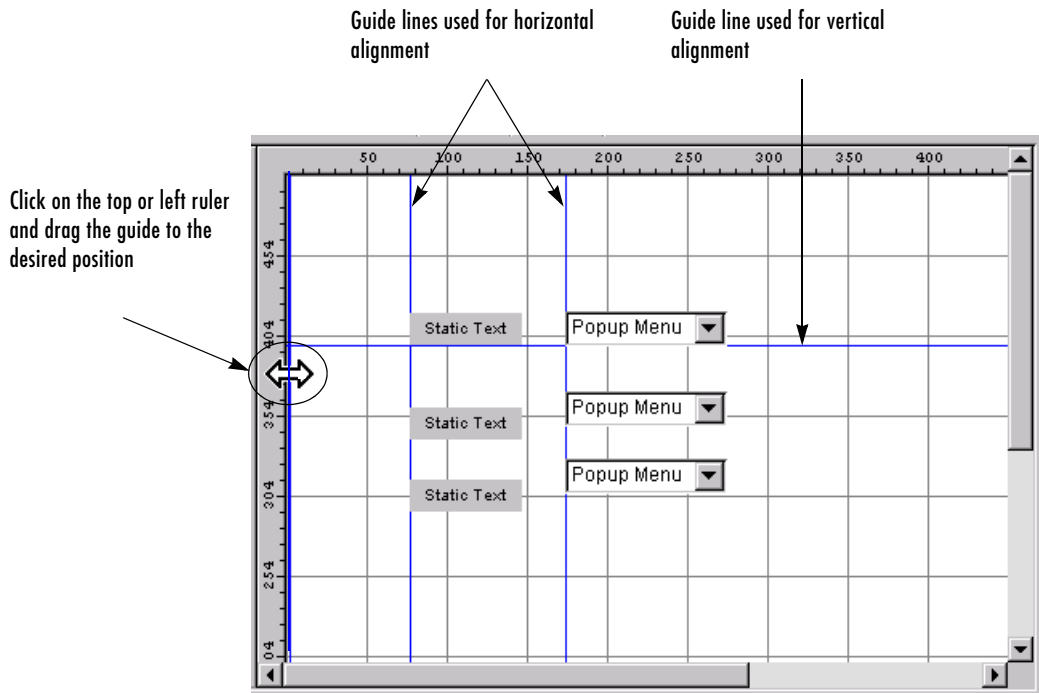 Guide lines used for horizontal
alignment
Guide line used for vertical
alignment
Click on the top or left ruler
and drag the guide to the
desired position
50 100 150 200 250 300 350 400
454
404
354
304
254
04
Static Text
Popup Menu
Static Text
Popup Menu
Static Text
Popup Menu